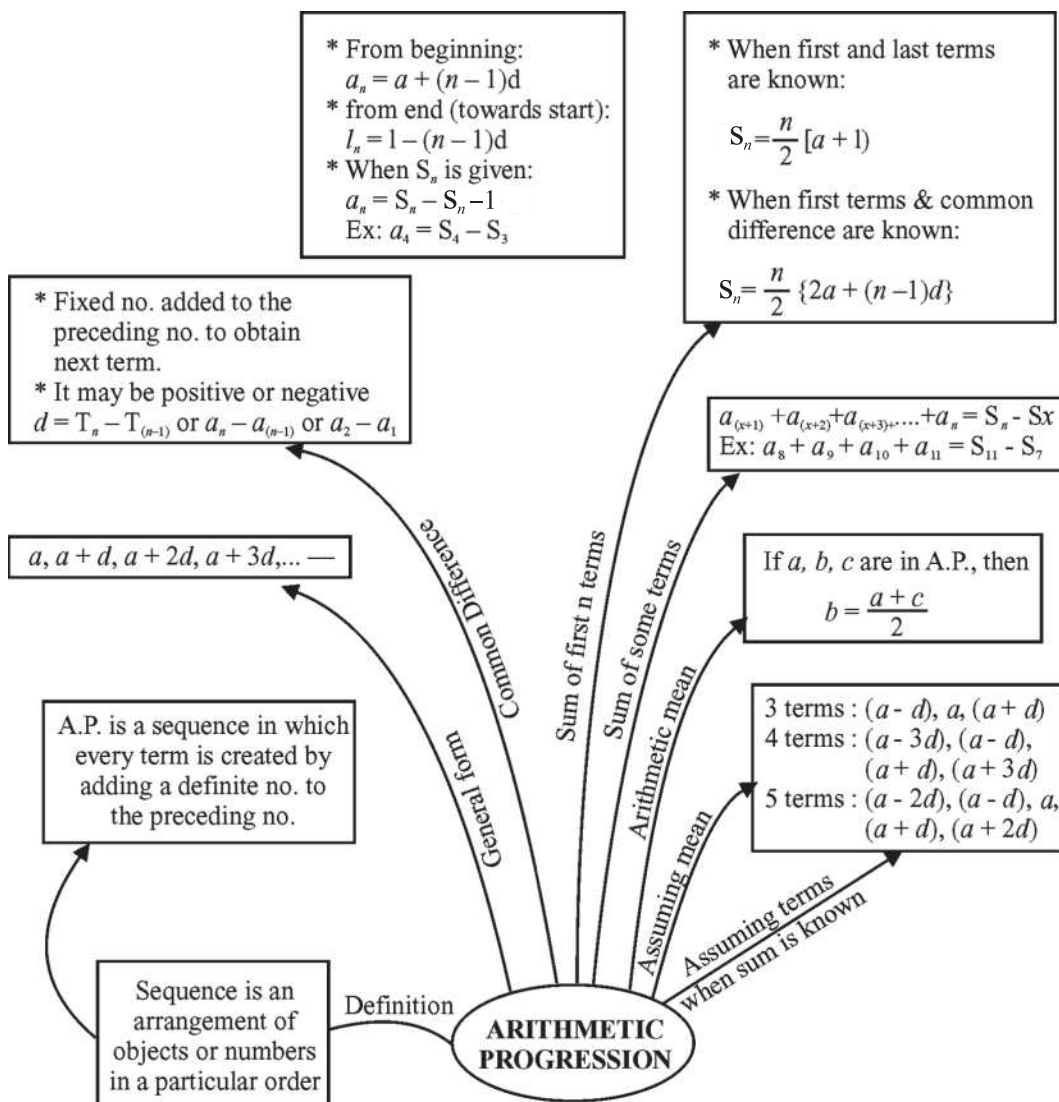 * From beginning:
aₙ = a + (n – 1)d
* from end (towards start):
lₙ = l – (n – 1)d
* When Sₙ is given:
aₙ = Sₙ – Sₙ–1
Ex: a₄ = S₄ – S₃
* When first and last terms
are known:
Sₙ= n/2 [a + l)
* When first terms & common
difference are known:
Sₙ= n/2 {2a + (n –1)d}
* Fixed no. added to the
preceding no. to obtain
next term.
* It may be positive or negative
d = Tₙ – T₍ₙ₋₁₎ or aₙ – a₍ₙ₋₁₎ or a₂ – a₁
a₍ₓ₊₁₎ +a₍ₓ₊₂₎+a₍ₓ₊₃₎₊....+aₙ = Sₙ - Sx
Ex: a₈ + a₉ + a₁₀ + a₁₁ = S₁₁ - S₇
a, a + d, a + 2d, a + 3d,... —
If a, b, c are in A.P., then
b = a + c/2
A.P. is a sequence in which
every term is created by
adding a definite no. to
the preceding no.
3 terms : (a - d), a, (a + d)
4 terms : (a - 3d), (a - d),
(a + d), (a + 3d)
5 terms : (a - 2d), (a - d), a,
(a + d), (a + 2d)
Common Difference
General form
Sum of first n terms
Sum of some terms
Arithmetic mean
Assuming mean
Assuming terms
when sum is known
Sequence is an
arrangement of
objects or numbers
in a particular order
Definition
ARITHMETIC
PROGRESSION